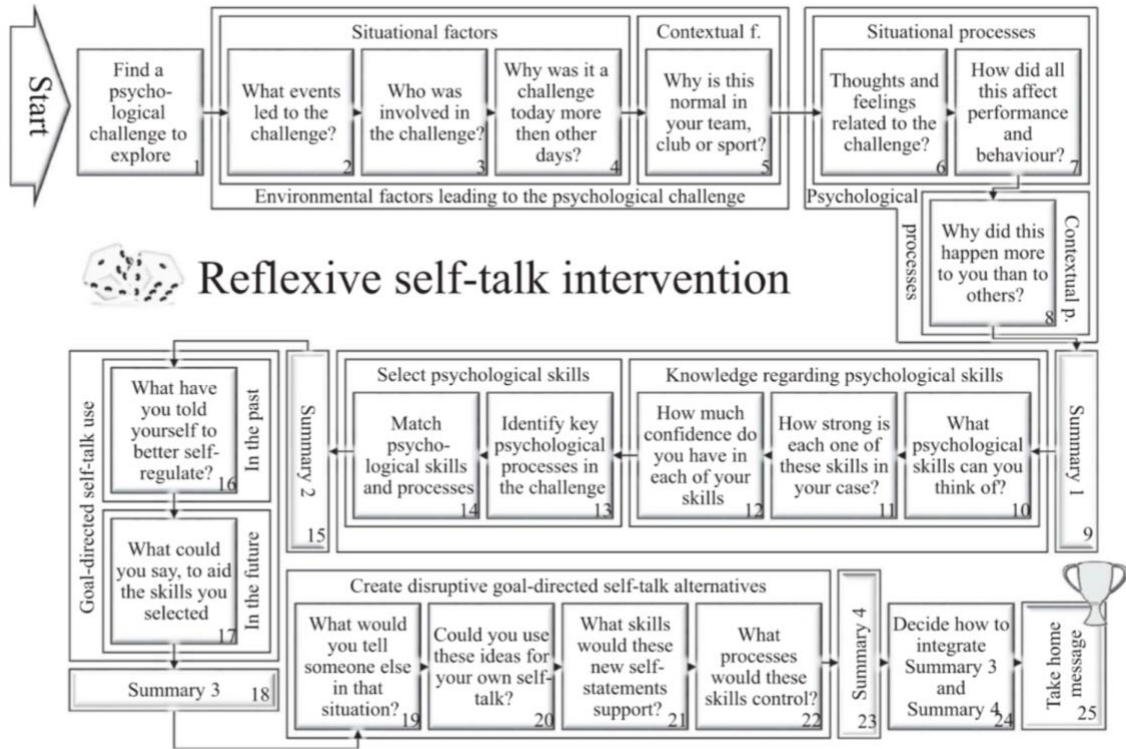 Start
Find a
psycho-
logical
challenge to
explore
1
Situational factors
What events
led to the
challenge?
2
Who was
involved in
the challenge?
3
Why was it a
challenge
today more
then other
days?
4
Contextual f.
Why is this
normal in
your team,
club or sport?
5
Environmental factors leading to the psychological challenge
Situational processes
Thoughts and
feelings
related to the
challenge?
6
How did all
this affect
performance
and
behaviour?
7
Psychological
processes
Why did this
happen more
to you than to
others?
8
Contextual p.
Reflexive self-talk intervention
Summary 1
9
Knowledge regarding psychological skills
What
psychological
skills can you
think of?
10
How strong is
each one of
these skills in
your case?
11
How much
confidence do
you have in
each of your
skills
12
Select psychological skills
Identify key
psychological
processes in
the challenge
13
Match
psycho-
logical skills
and processes
14
Summary 2
15
Goal-directed self-talk use
What have
you told
yourself to
better self-
regulate?
16
In the past
What could
you say, to aid
the skills you
selected
17
In the future
Summary 3
18
Create disruptive goal-directed self-talk alternatives
What would
you tell
someone else
in that
situation?
19
Could you use
these ideas for
your own self-
talk?
20
What skills
would these
new self-
statements
support?
21
What
processes
would these
skills control?
22
Summary 4
23
Decide how to
integrate
Summary 3
and
Summary 4
24
Take home
message
25